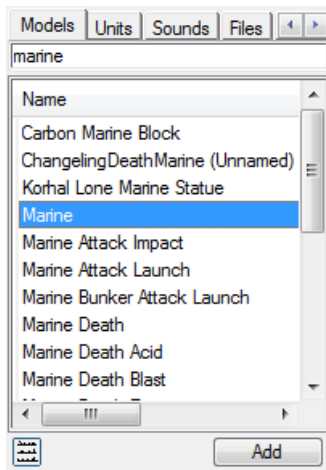 Models Units Sounds Files
marine
Name
Carbon Marine Block
ChangelingDeathMarine (Unnamed)
Korhal Lone Marine Statue
Marine
Marine Attack Impact
Marine Attack Launch
Marine Bunker Attack Launch
Marine Death
Marine Death Acid
Marine Death Blast
Add